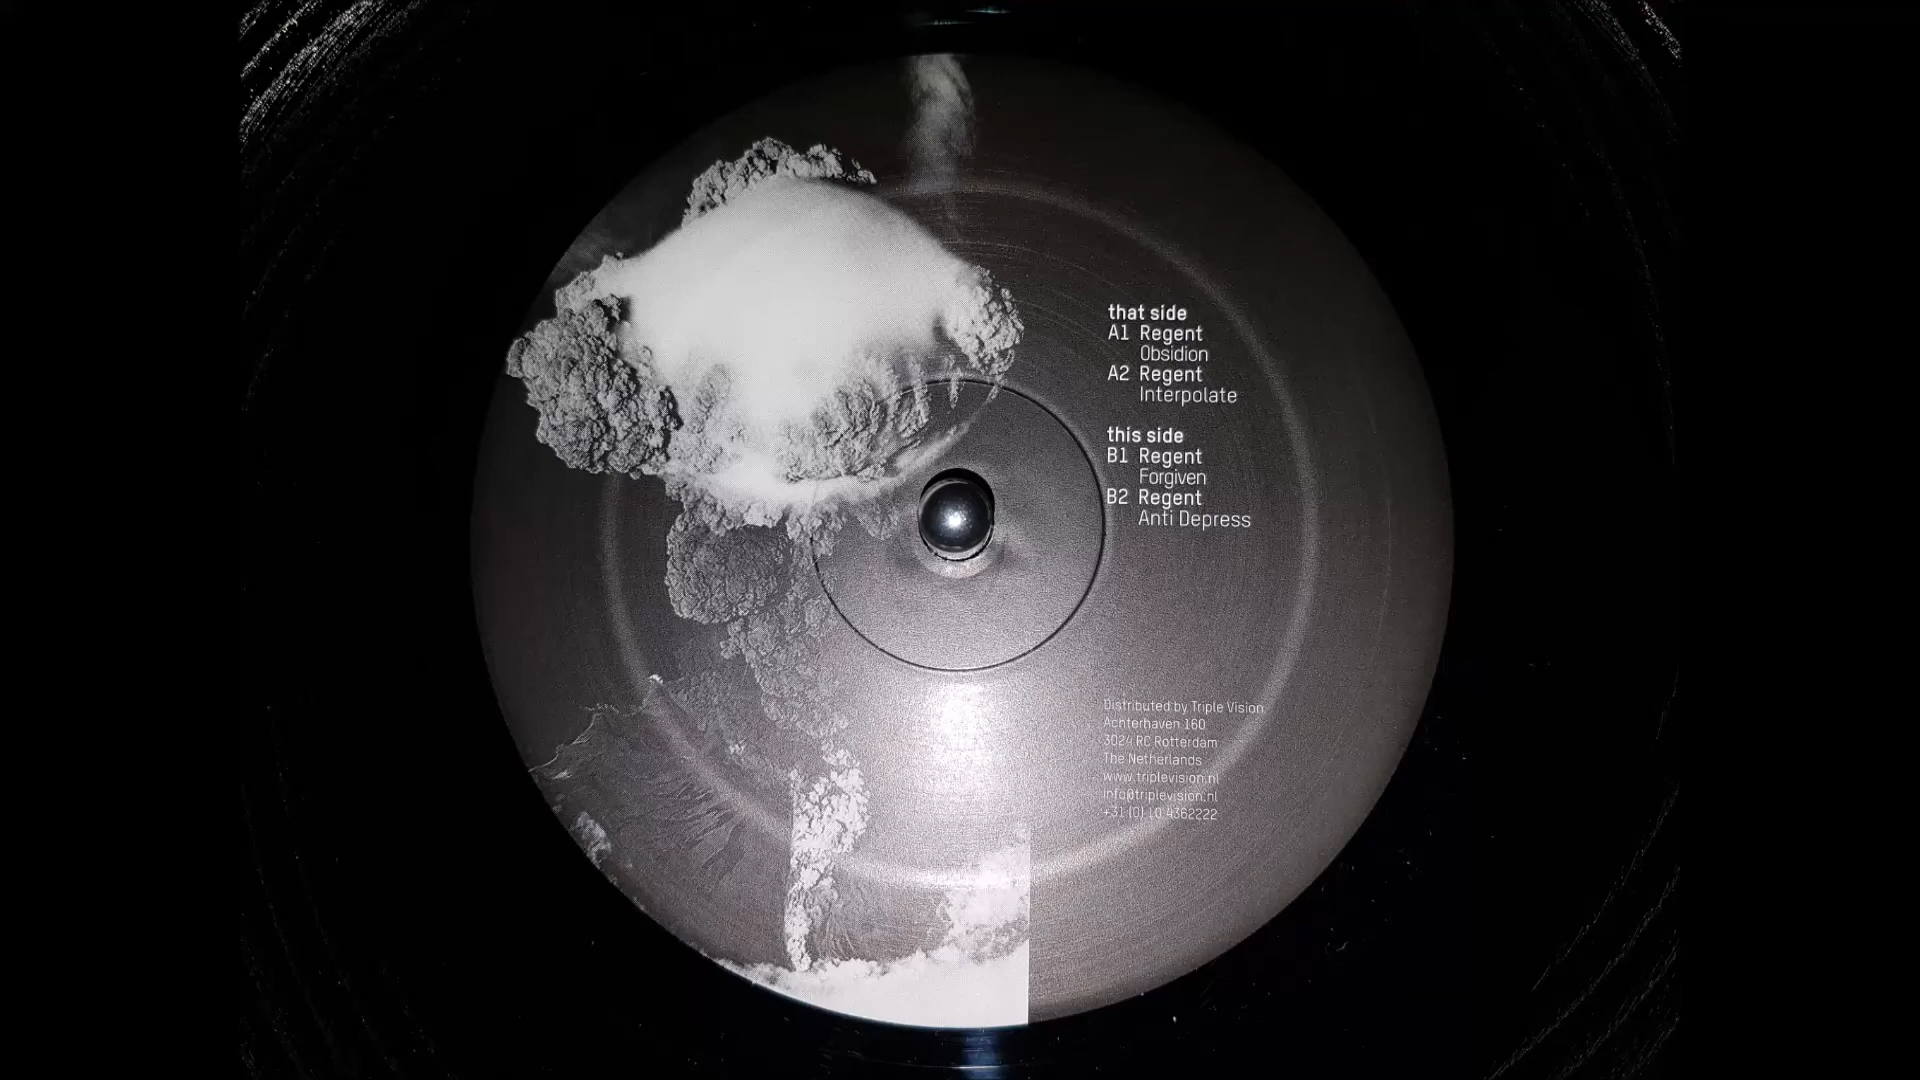 that side
A1 Regent
Obsidion
A2 Regent
Interpolate
this side
B1 Regent
Forgiven
B2 Regent
Anti Depress
Distributed by Triple Vision
Achterhaven 160
3024 RC Rotterdam
The Netherlands
www.triplevision.nl
info@triplevision.nl
+31 (0) 10 4362222